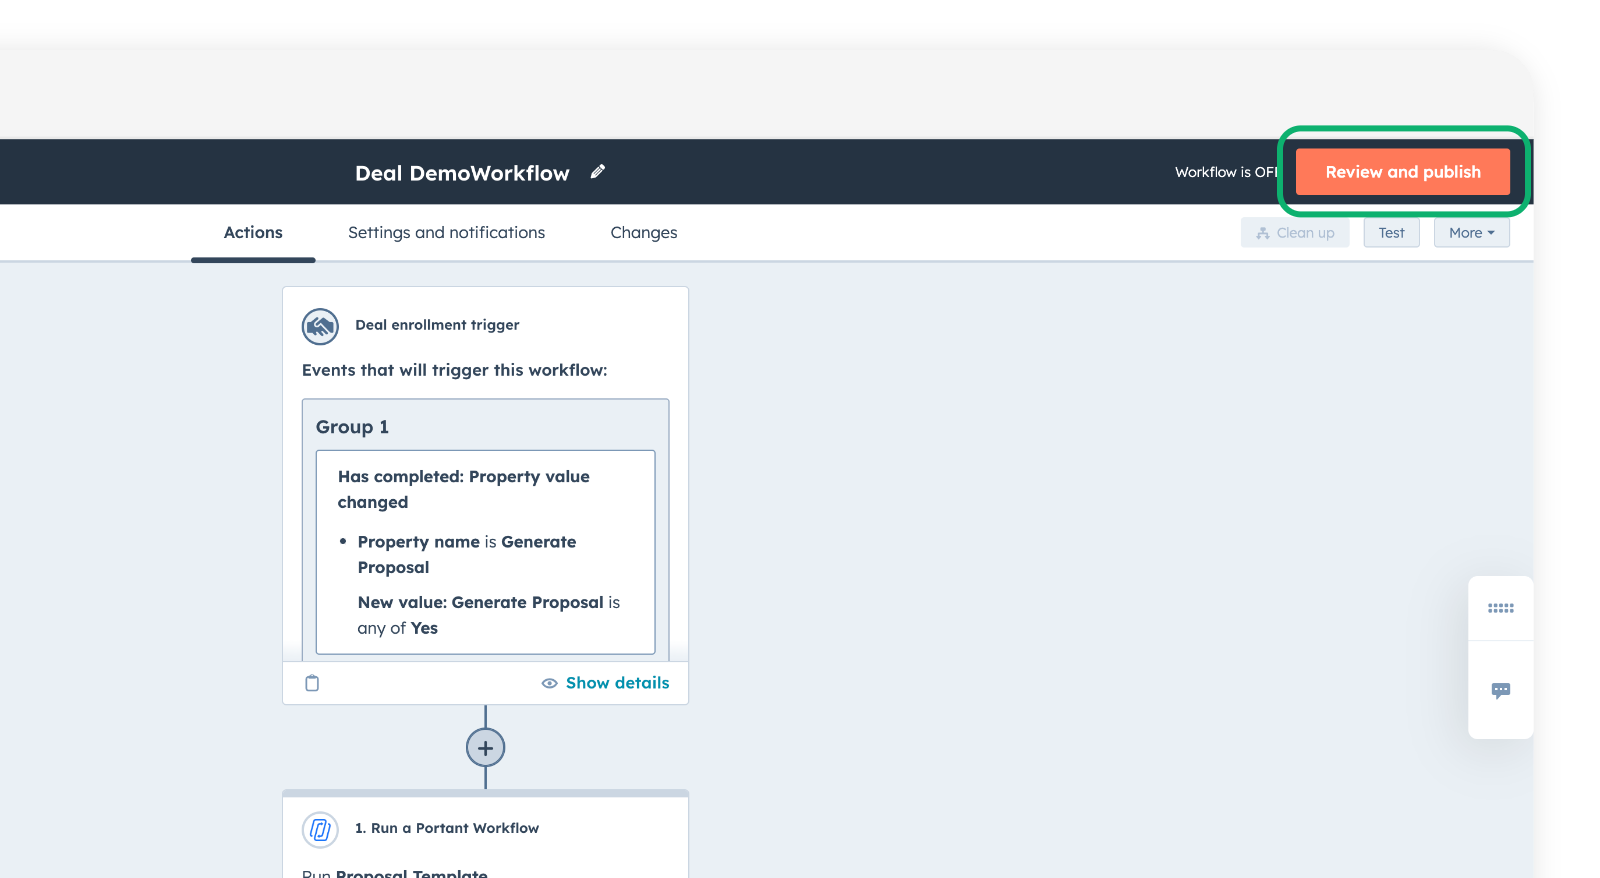 Deal DemoWorkflow
Workflow is OFF
Review and publish
Actions
Settings and notifications
Changes
Clean up
Test
More
Deal enrollment trigger
Events that will trigger this workflow:
Group 1
Has completed: Property value
changed
• Property name is Generate
Proposal
New value: Generate Proposal is
any of Yes
Show details
1. Run a Portant Workflow
Run Proposal Template